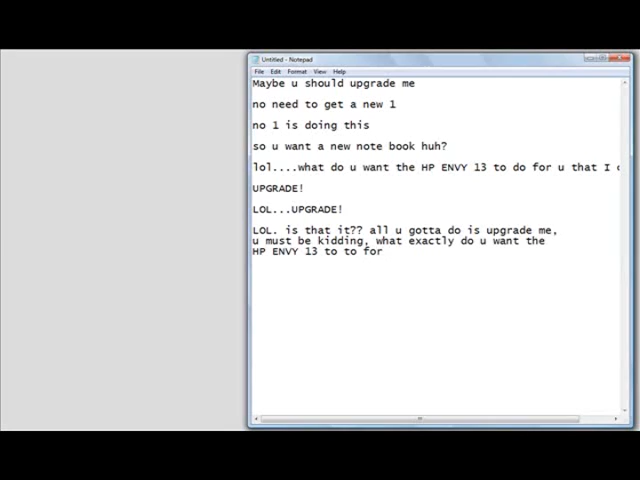 Untitled - Notepad
File Edit Format View Help
Maybe u should upgrade me
no need to get a new 1
no 1 is doing this
so u want a new note book huh?
lol....what do u want the HP ENVY 13 to do for u that I
UPGRADE!
LOL...UPGRADE!
LOL. is that it?? all u gotta do is upgrade me,
u must be kidding, what exactly do u want the
HP ENVY 13 to to for